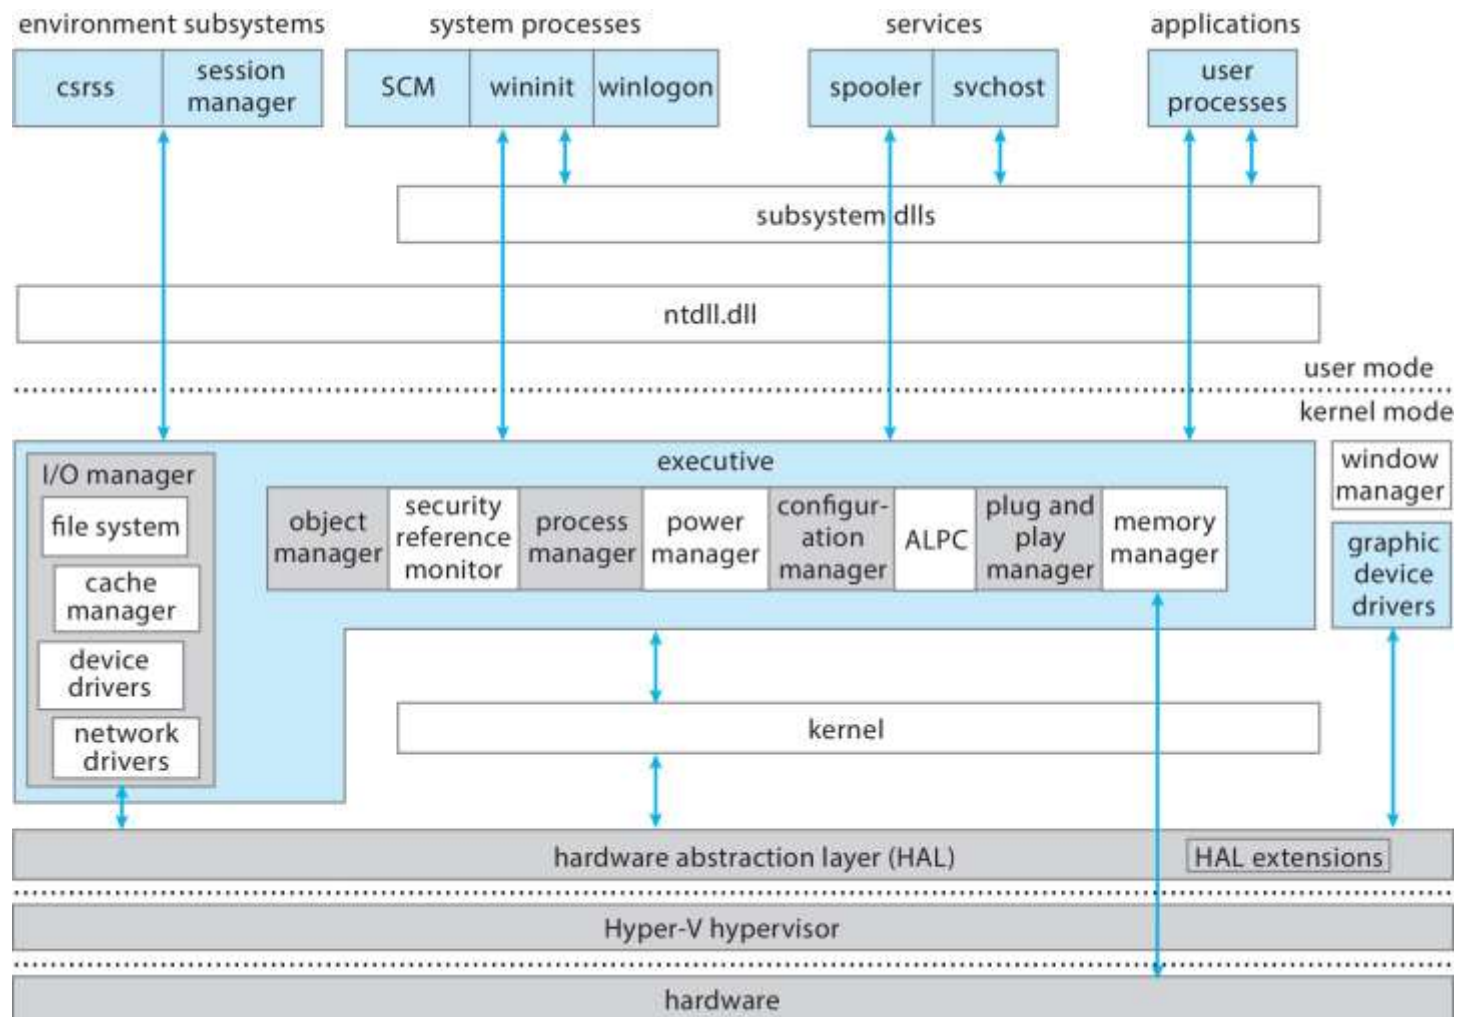 environment subsystems
system processes
services
applications
csrss
session
manager
SCM
wininit
winlogon
spooler
svchost
user
processes
subsystem dlls
ntdll.dll
user mode
kernel mode
I/O manager
file system
cache
manager
device
drivers
network
drivers
executive
object
manager
security
reference
monitor
process
manager
power
manager
configur-
ation
manager
ALPC
plug and
play
manager
memory
manager
window
manager
graphic
device
drivers
kernel
hardware abstraction layer (HAL)
HAL extensions
Hyper-V hypervisor
hardware